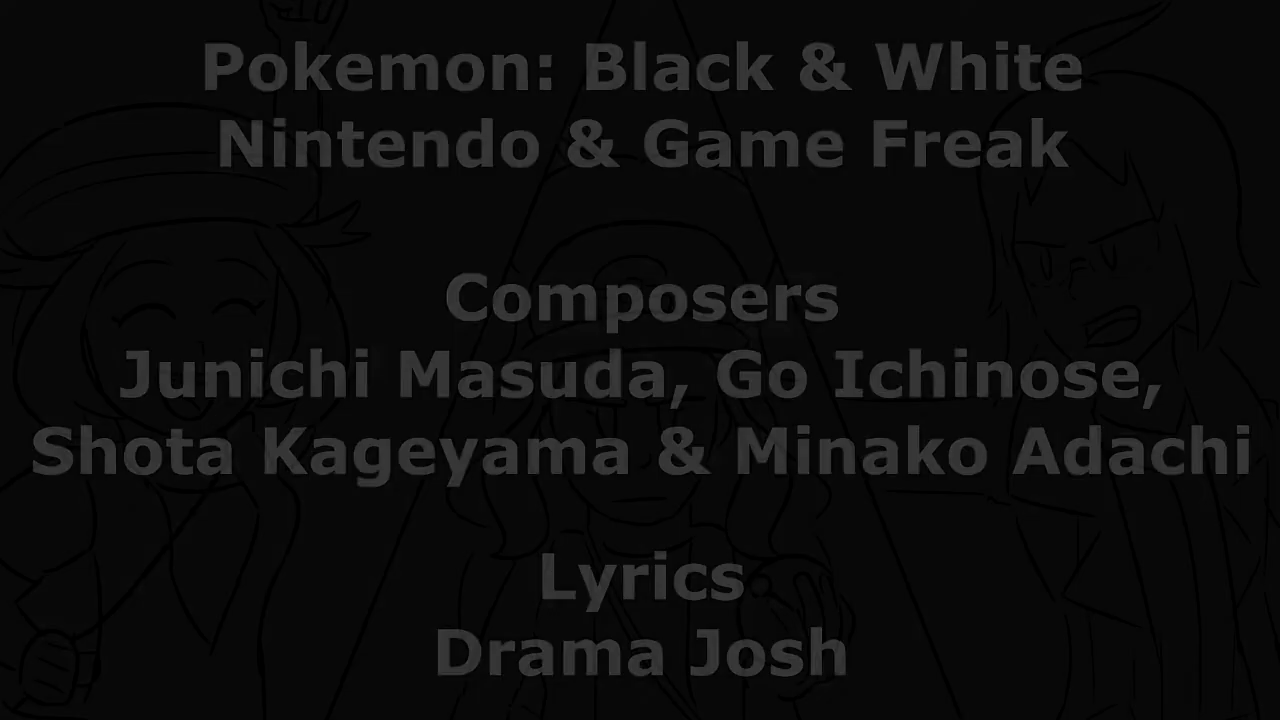 Pokemon: Black & White
Nintendo & Game Freak
Composers
Junichi Masuda, Go Ichinose,
Shota Kageyama & Minako Adachi
Lyrics
Drama Josh